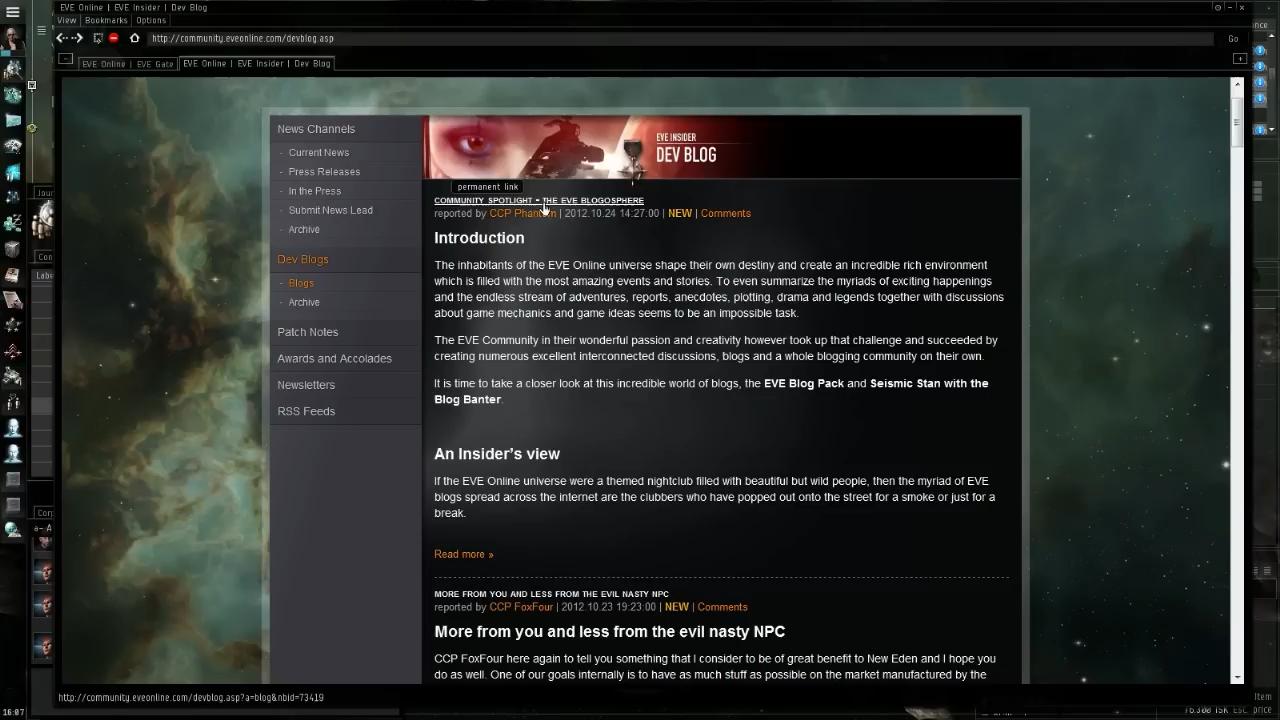 EVE Online | EVE Insider | Dev Blog
View Bookmarks Options
http://community.eveonline.com/devblog.asp
Go
EVE Online | EVE Gate
EVE Online | EVE Insider | Dev Blog
News Channels
- Current News
- Press Releases
- In the Press
- Submit News Lead
- Archive
Dev Blogs
- Blogs
- Archive
Patch Notes
Awards and Accolades
Newsletters
RSS Feeds
EVE INSIDER
DEV BLOG
permanent link
COMMUNITY SPOTLIGHT - THE EVE BLOGOSPHERE
reported by CCP Phantom | 2012.10.24 14:27:00 | NEW | Comments
Introduction
The inhabitants of the EVE Online universe shape their own destiny and create an incredible rich environment
which is filled with the most amazing events and stories. To even summarize the myriads of exciting happenings
and the endless stream of adventures, reports, anecdotes, plotting, drama and legends together with discussions
about game mechanics and game ideas seems to be an impossible task.
The EVE Community in their wonderful passion and creativity however took up that challenge and succeeded by
creating numerous excellent interconnected discussions, blogs and a whole blogging community on their own.
It is time to take a closer look at this incredible world of blogs, the EVE Blog Pack and Seismic Stan with the
Blog Banter.
An Insider's view
If the EVE Online universe were a themed nightclub filled with beautiful but wild people, then the myriad of EVE
blogs spread across the internet are the clubbers who have popped out onto the street for a smoke or just for a
break.
Read more »
MORE FROM YOU AND LESS FROM THE EVIL NASTY NPC
reported by CCP FoxFour | 2012.10.23 19:23:00 | NEW | Comments
More from you and less from the evil nasty NPC
CCP FoxFour here again to tell you something that I consider to be of great benefit to New Eden and I hope you
do as well. One of our goals internally is to have as much stuff as possible on the market manufactured by the
http://community.eveonline.com/devblog.asp?a=blog&nbid=73419
16:07